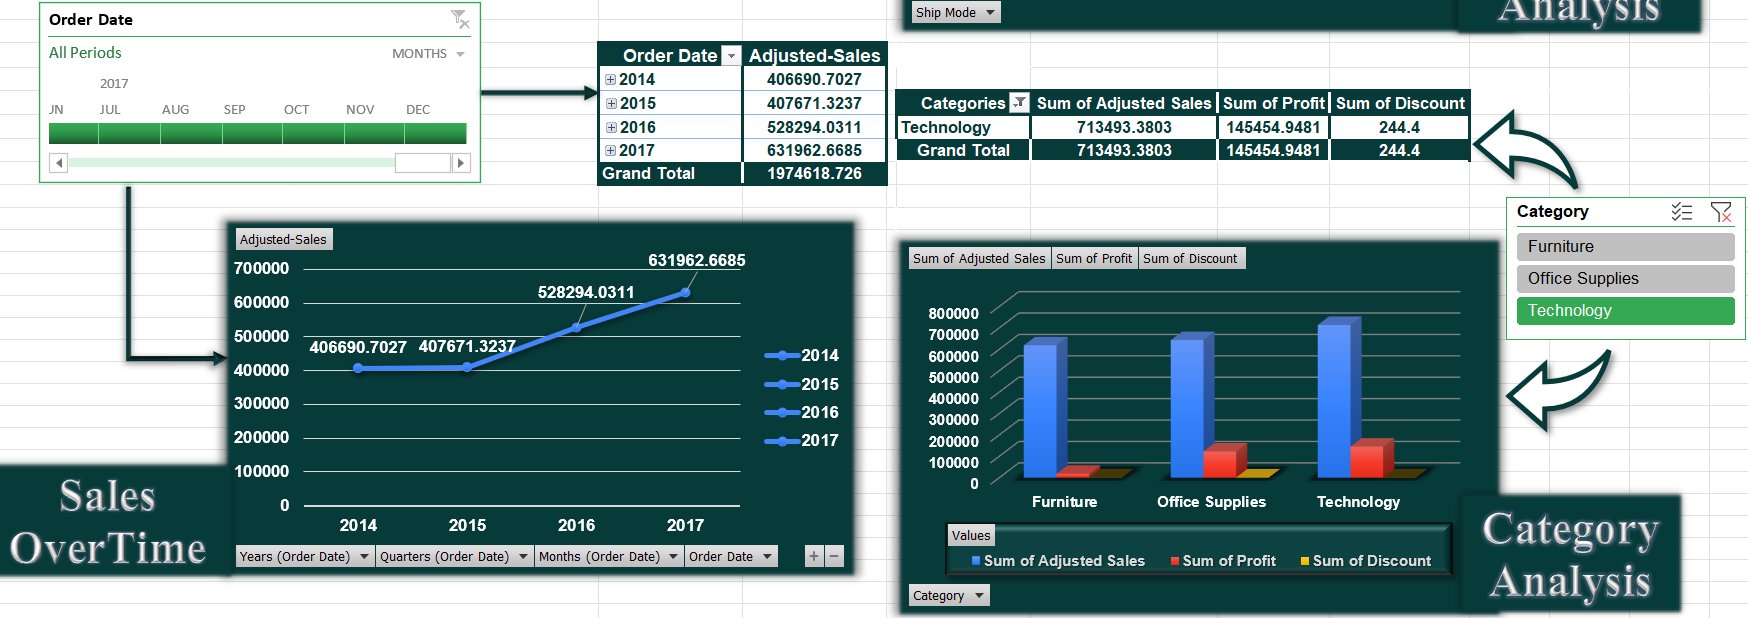 Order Date
All Periods
MONTHS
2017
JN JUL AUG SEP OCT NOV DEC
Order Date Adjusted-Sales
2014 406690.7027
2015 407671.3237
2016 528294.0311
2017 631962.6685
Grand Total 1974618.726
Ship Mode
Analysis
Categories Sum of Adjusted Sales Sum of Profit Sum of Discount
Technology 713493.3803 145454.9481 244.4
Grand Total 713493.3803 145454.9481 244.4
Category
Furniture
Office Supplies
Technology
Adjusted-Sales
700000
600000
500000
400000
300000
200000
100000
0
406690.7027
407671.3237
528294.0311
631962.6685
2014 2015 2016 2017
2014
2015
2016
2017
Years (Order Date) Quarters (Order Date) Months (Order Date) Order Date
Sales
OverTime
Sum of Adjusted Sales Sum of Profit Sum of Discount
800000
700000
600000
500000
400000
300000
200000
100000
0
Furniture Office Supplies Technology
Values
Sum of Adjusted Sales Sum of Profit Sum of Discount
Category
Category
Analysis